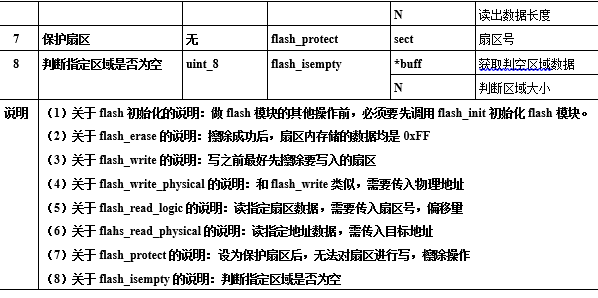 N 读出数据长度
7 保护扇区 无 flash_protect sect 扇区号
8 判断指定区域是否为空 uint_8 flash_isempty *buff 获取判空区域数据
N 判断区域大小
说明 （1）关于 flash 初始化的说明：做 flash 模块的其他操作前，必须要先调用 flash_init 初始化 flash 模块。
（2）关于 flash_erase 的说明：擦除成功后，扇区内存储的数据均是 0xFF
（3）关于 flash_write 的说明：写之前最好先擦除要写入的扇区
（4）关于 flash_write_physical 的说明：和 flash_write 类似，需要传入物理地址
（5）关于 flash_read_logic 的说明：读指定扇区数据，需要传入扇区号，偏移量
（6）关于 flahs_read_physical 的说明：读指定地址数据，需传入目标地址
（7）关于 flash_protect 的说明：设为保护扇区后，无法对扇区进行写，擦除操作
（8）关于 flash_isempty 的说明：判断指定区域是否为空